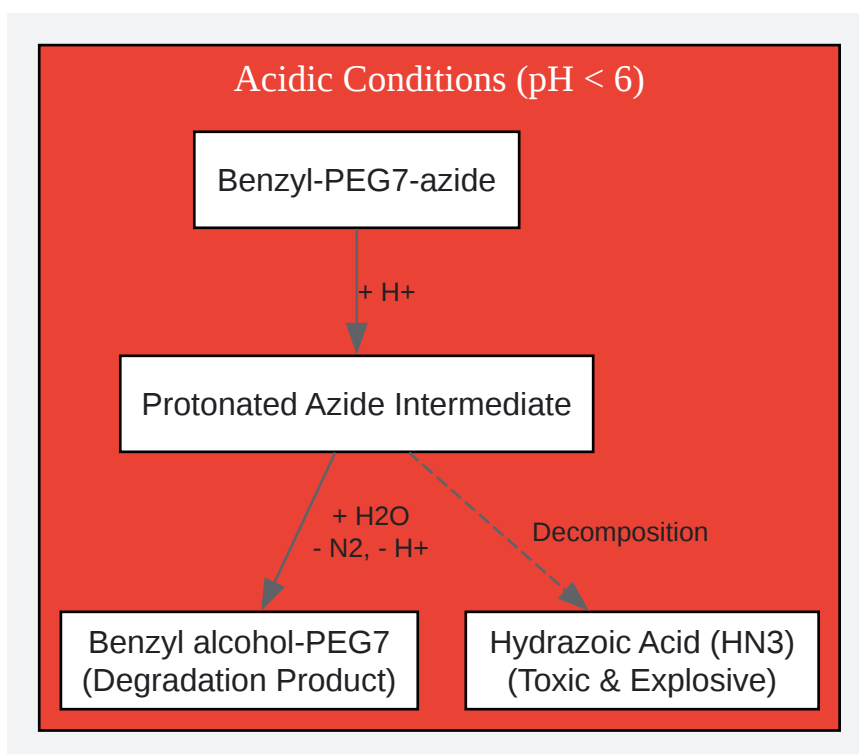 Acidic Conditions (pH < 6)
Benzyl-PEG7-azide
+ H+
Protonated Azide Intermediate
+ H2O
- N2, - H+
Decomposition
Benzyl alcohol-PEG7
(Degradation Product)
Hydrazoic Acid (HN3)
(Toxic & Explosive)